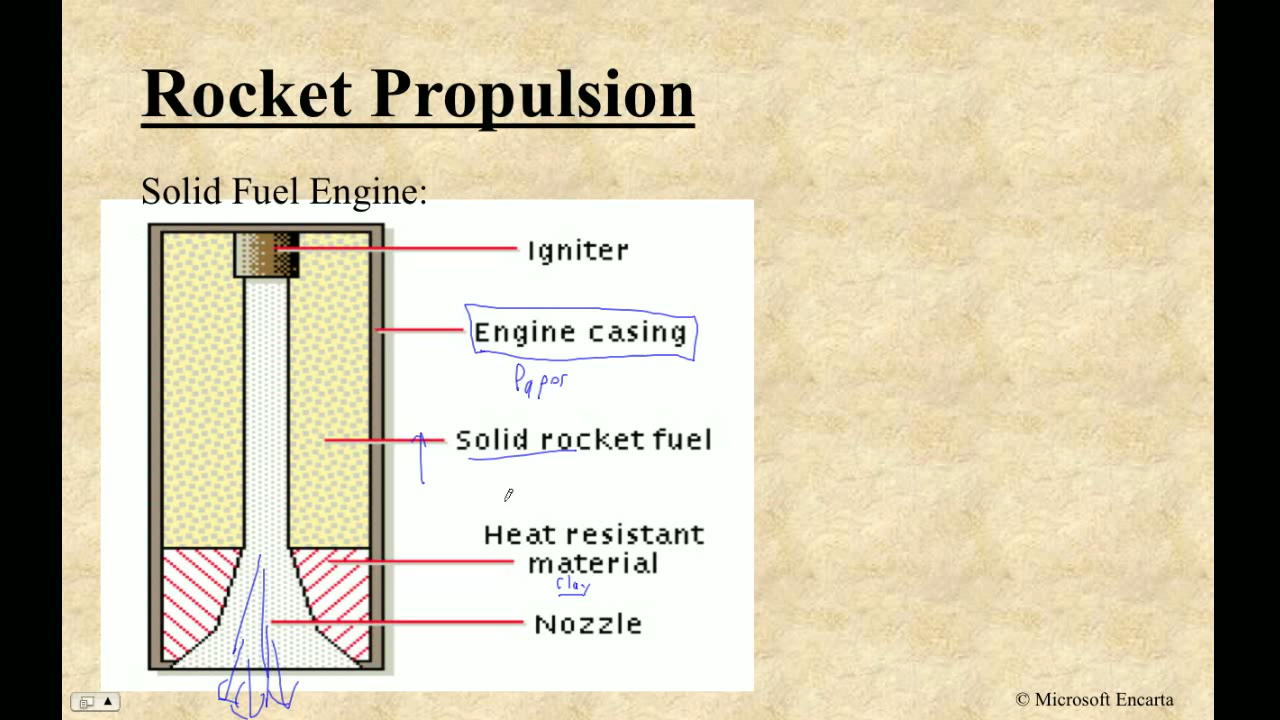 Rocket Propulsion
Solid Fuel Engine:
Igniter
Engine casing
Paper
Solid rocket fuel
Heat resistant
material
clay
Nozzle
© Microsoft Encarta